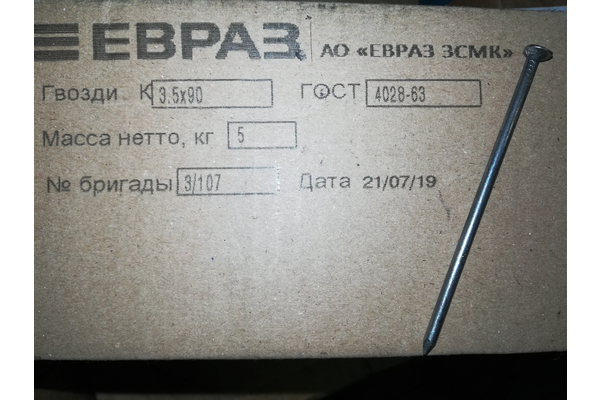 ЕВРАЗ АО «ЕВРАЗ ЗСМК»
Гвозди К 3.5х90 ГОСТ 4028-63
Масса нетто, кг 5
№ бригады 3/107 Дата 21/07/19